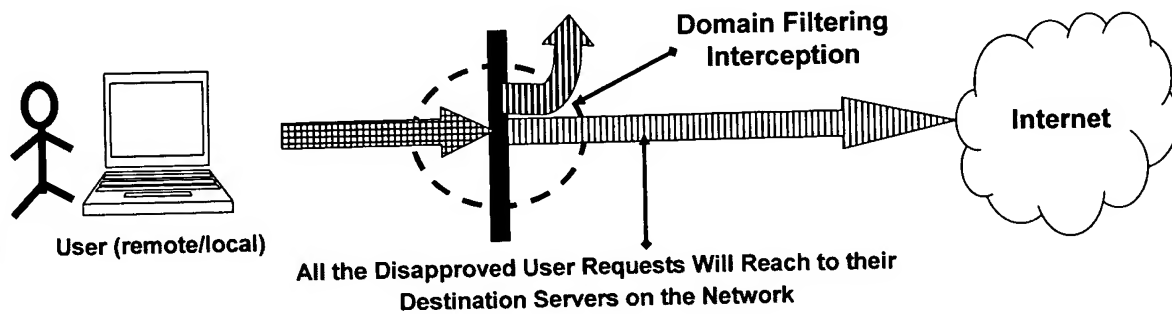 Domain Filtering
Interception
Internet
User (remote/local)
All the Disapproved User Requests Will Reach to their
Destination Servers on the Network